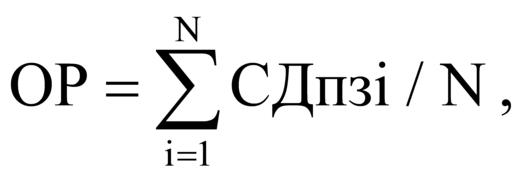 N
ОР = ∑ СДпзі / N ,
i=1